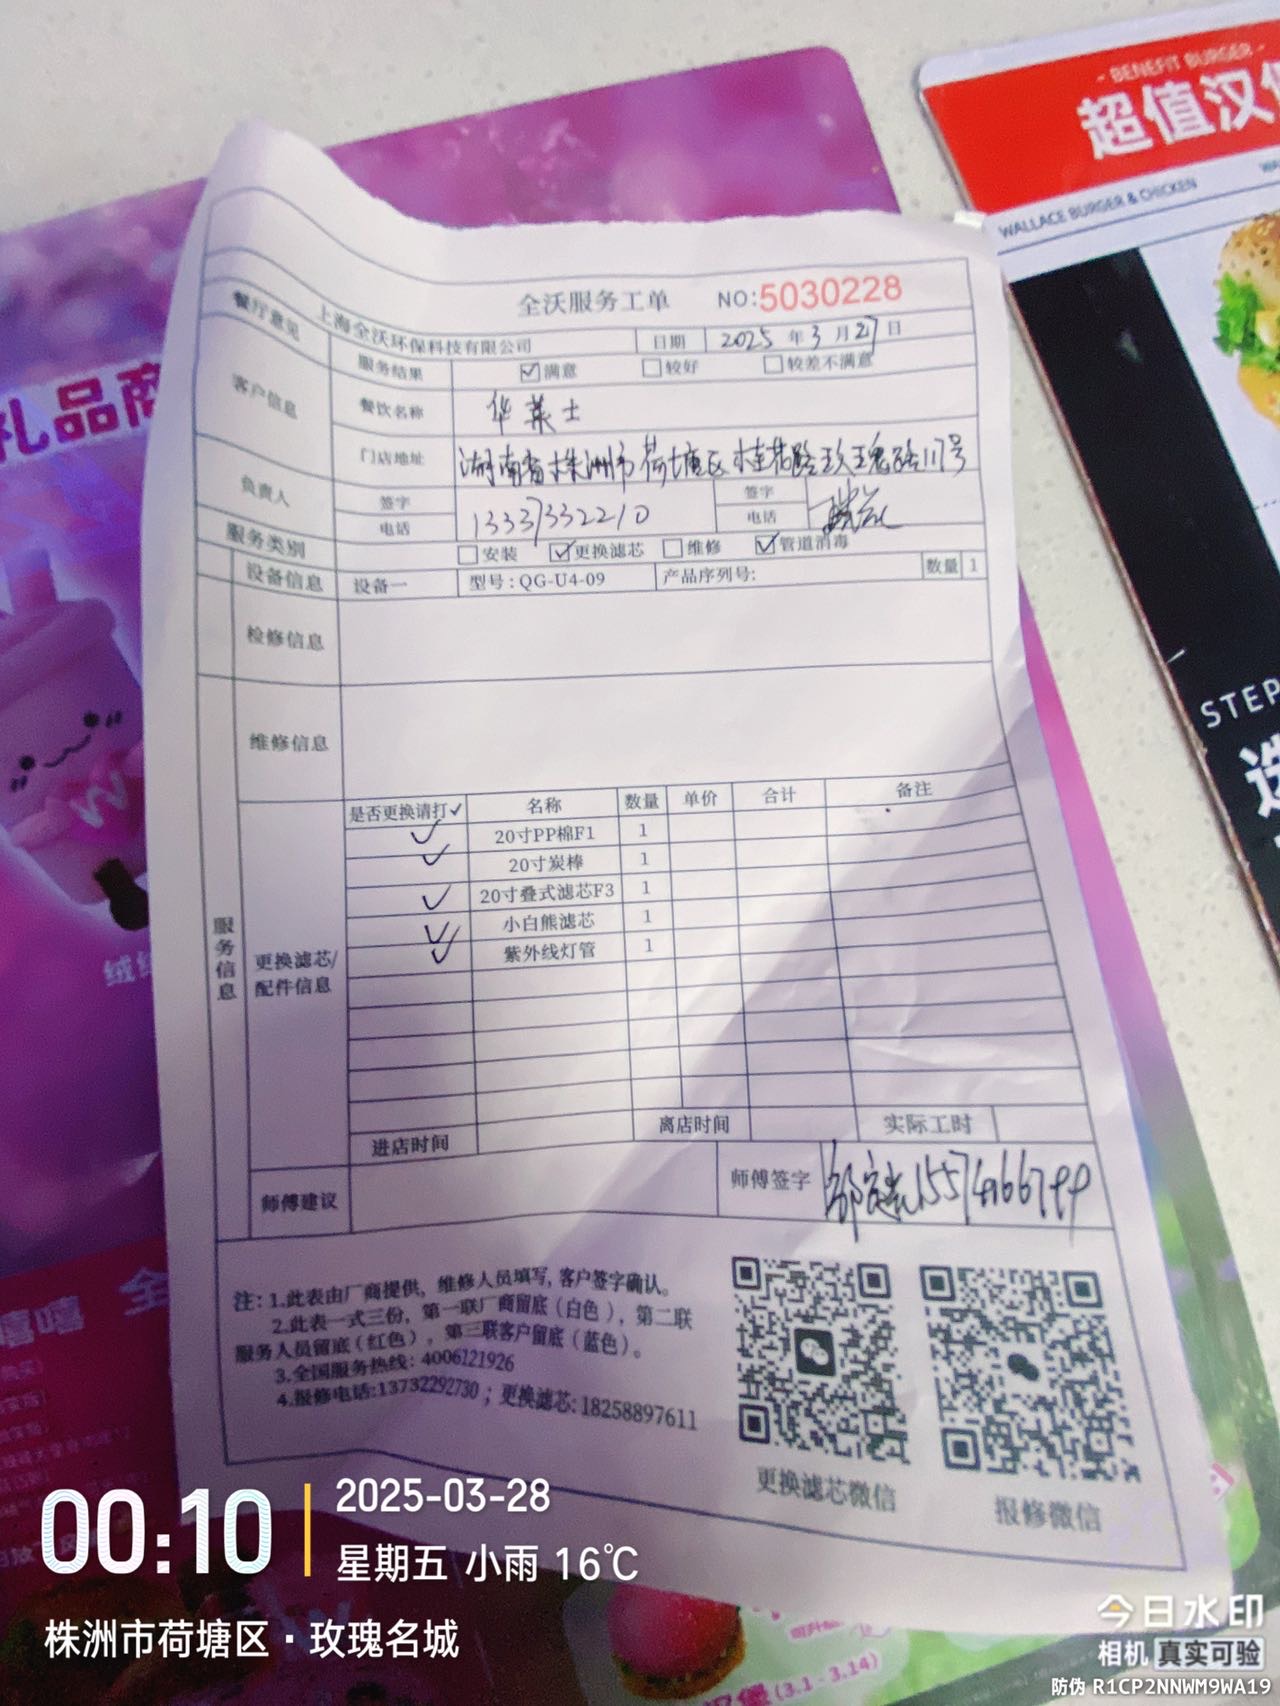 - BENEFIT BURGER -
超值汉
WALLACE BURGER & CHICKEN
礼品
STEP
选
全沃服务工单 NO:5030228
上海全沃环保科技有限公司 日期 2025年3月27日
餐厅意见 服务结果 ☑满意 □较好 □较差不满意
客户信息 餐饮名称 华莱士
门店地址 湖南省株洲市荷塘区桂花路玫瑰路117号
负责人 签字 签字
电话 13337332210 电话
服务类别 □安装 ☑更换滤芯 □维修 ☑管道消毒
设备信息 设备一 型号:QG-U4-09 产品序列号: 数量 1
检修信息
维修信息
服务信息
更换滤芯/配件信息
是否更换请打✓ 名称 数量 单价 合计 备注
✓ 20寸PP棉F1 1
✓ 20寸炭棒 1
✓ 20寸叠式滤芯F3 1
✓ 小白熊滤芯 1
✓ 紫外线灯管 1
进店时间 离店时间 实际工时
师傅建议 师傅签字
注:1.此表由厂商提供，维修人员填写,客户签字确认。
2.此表一式三份，第一联厂商留底(白色)，第二联
服务人员留底(红色)，第三联客户留底(蓝色)。
3.全国服务热线: 4006121926
4.报修电话:13732292730；更换滤芯:18258897611
更换滤芯微信 报修微信
00:10
2025-03-28
星期五 小雨 16℃
株洲市荷塘区·玫瑰名城
(3.1-3.14)
今日水印
相机 真实可验
防伪 R1CP2NNWM9WA19